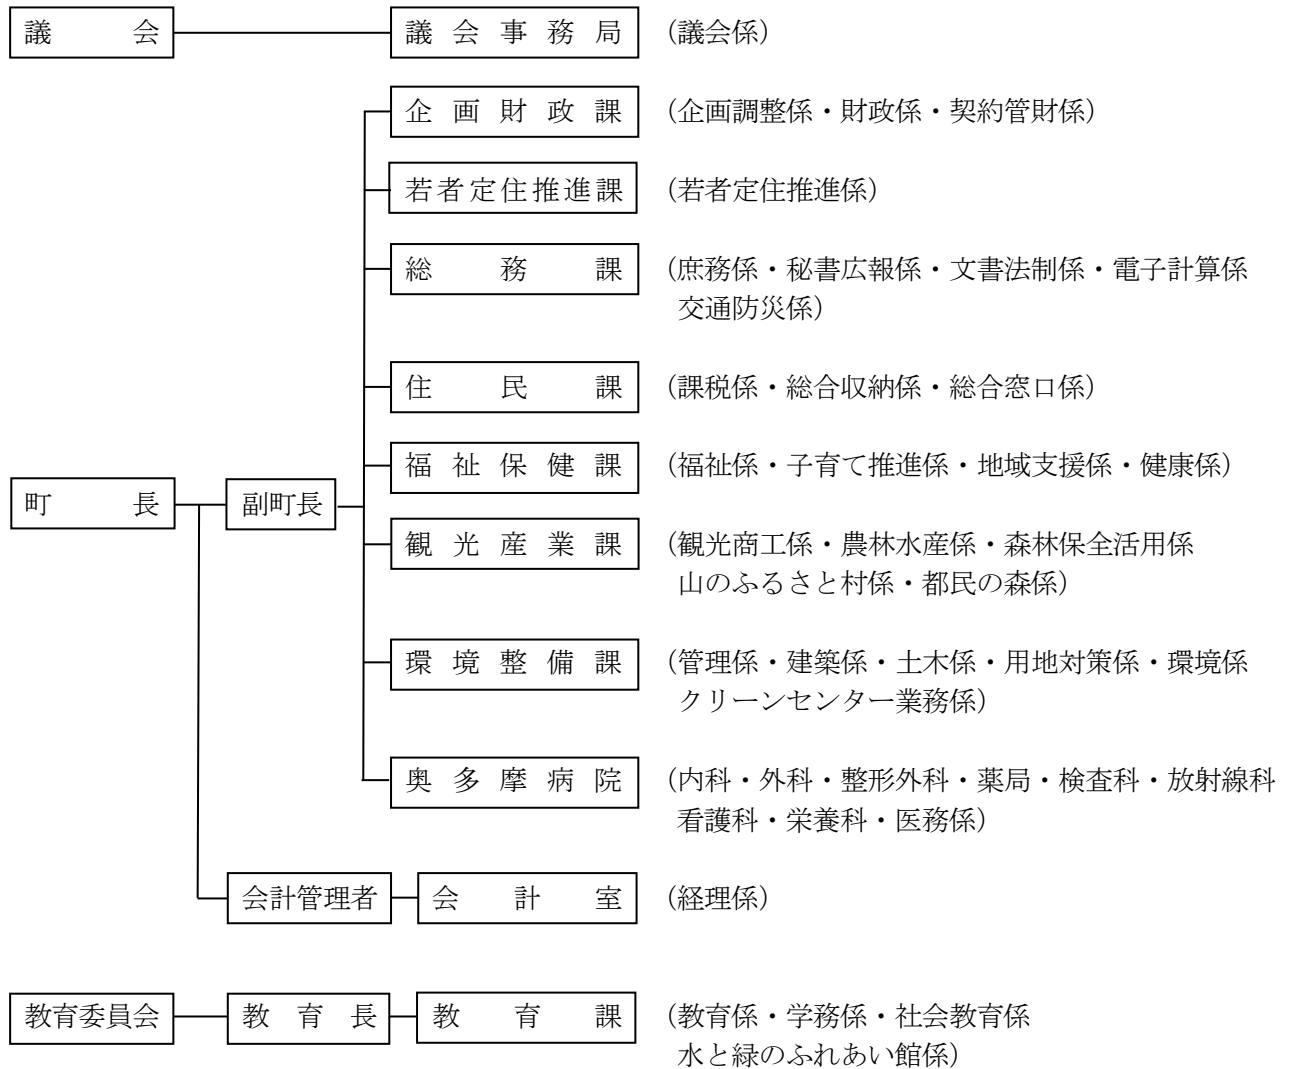 議会 議会事務局 （議会係）
企画財政課 （企画調整係・財政係・契約管財係）
若者定住推進課 （若者定住推進係）
総務課 （庶務係・秘書広報係・文書法制係・電子計算係
交通防災係）
住民課 （課税係・総合収納係・総合窓口係）
福祉保健課 （福祉係・子育て推進係・地域支援係・健康係）
町長 副町長
観光産業課 （観光商工係・農林水産係・森林保全活用係
山のふるさと村係・都民の森係）
環境整備課 （管理係・建築係・土木係・用地対策係・環境係
クリーンセンター業務係）
奥多摩病院 （内科・外科・整形外科・薬局・検査科・放射線科
看護科・栄養科・医務係）
会計管理者 会計室 （経理係）
教育委員会 教育長 教育課 （教育係・学務係・社会教育係
水と緑のふれあい館係）